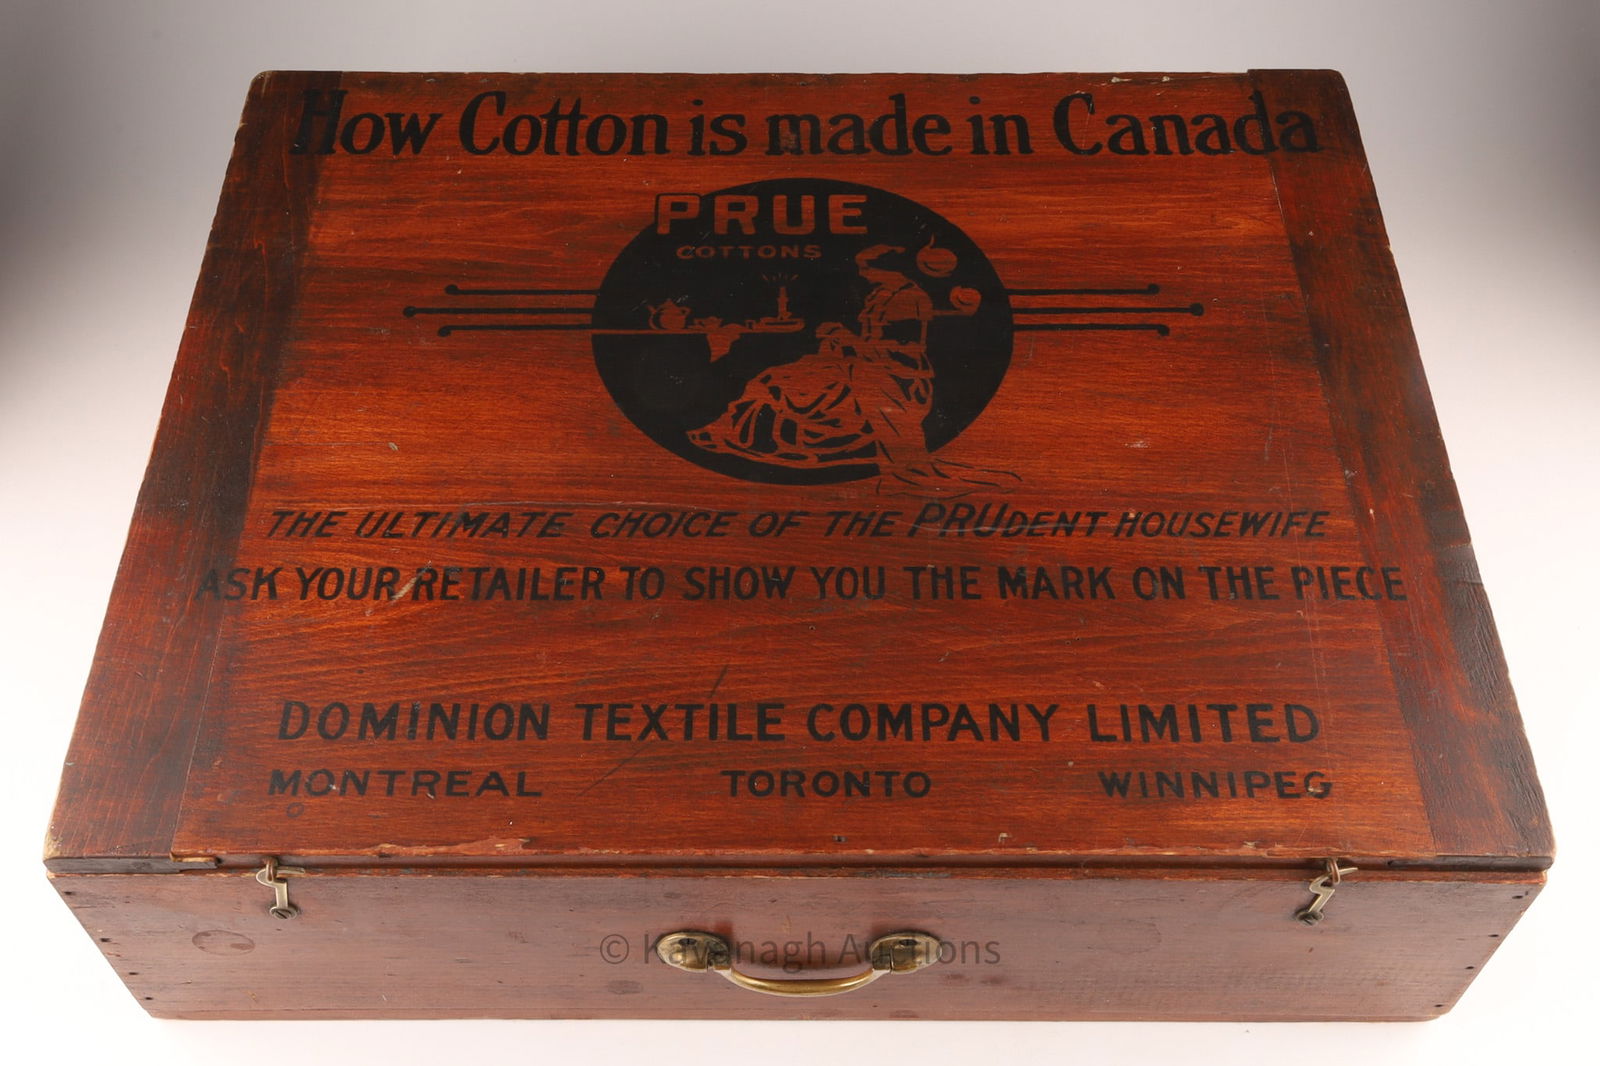 How Cotton is made in Canada
PRUE
COTTONS
THE ULTIMATE CHOICE OF THE PRUDENT HOUSEWIFE
ASK YOUR RETAILER TO SHOW YOU THE MARK ON THE PIECE
DOMINION TEXTILE COMPANY LIMITED
MONTREAL TORONTO WINNIPEG
© Kavanagh Auctions